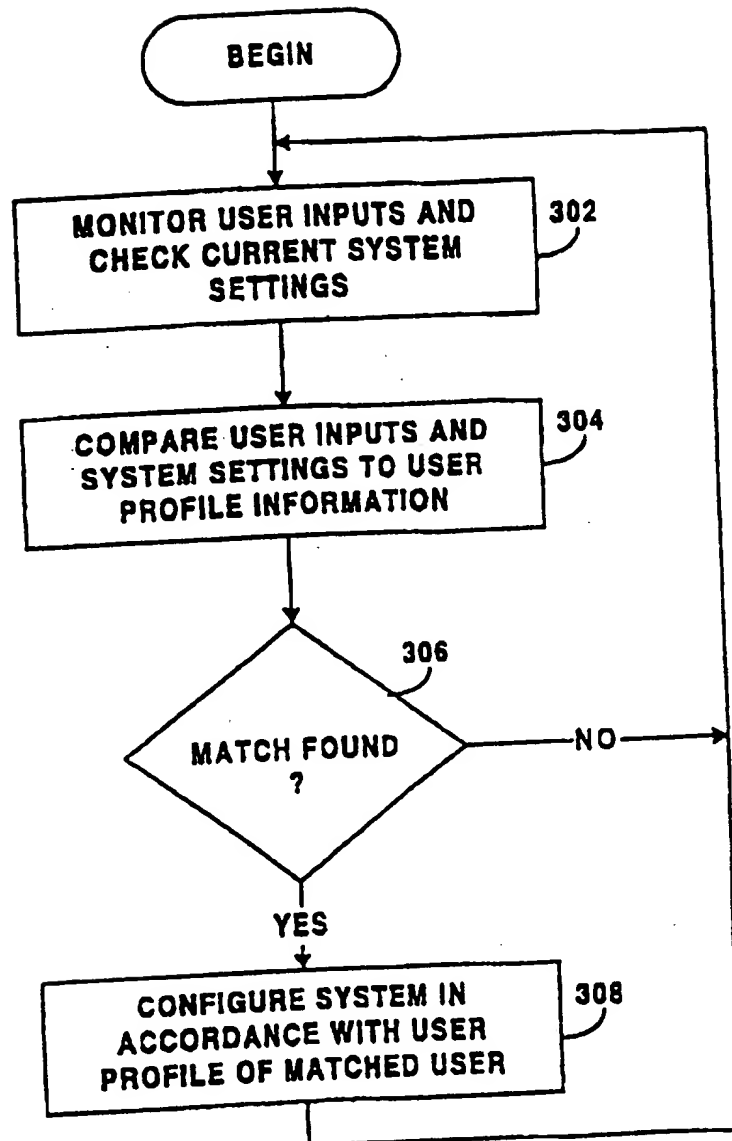 BEGIN
MONITOR USER INPUTS AND
CHECK CURRENT SYSTEM
SETTINGS
302
COMPARE USER INPUTS AND
SYSTEM SETTINGS TO USER
PROFILE INFORMATION
304
306
MATCH FOUND
?
NO
YES
CONFIGURE SYSTEM IN
ACCORDANCE WITH USER
PROFILE OF MATCHED USER
308